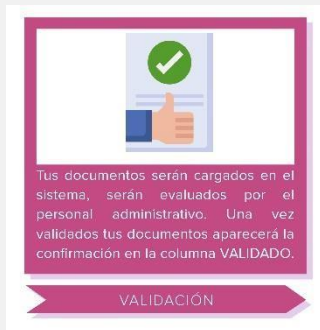 Tus documentos serán cargados en el
sistema, serán evaluados por el
personal administrativo. Una vez
validados tus documentos aparecerá la
confirmación en la columna VALIDADO.
VALIDACIÓN